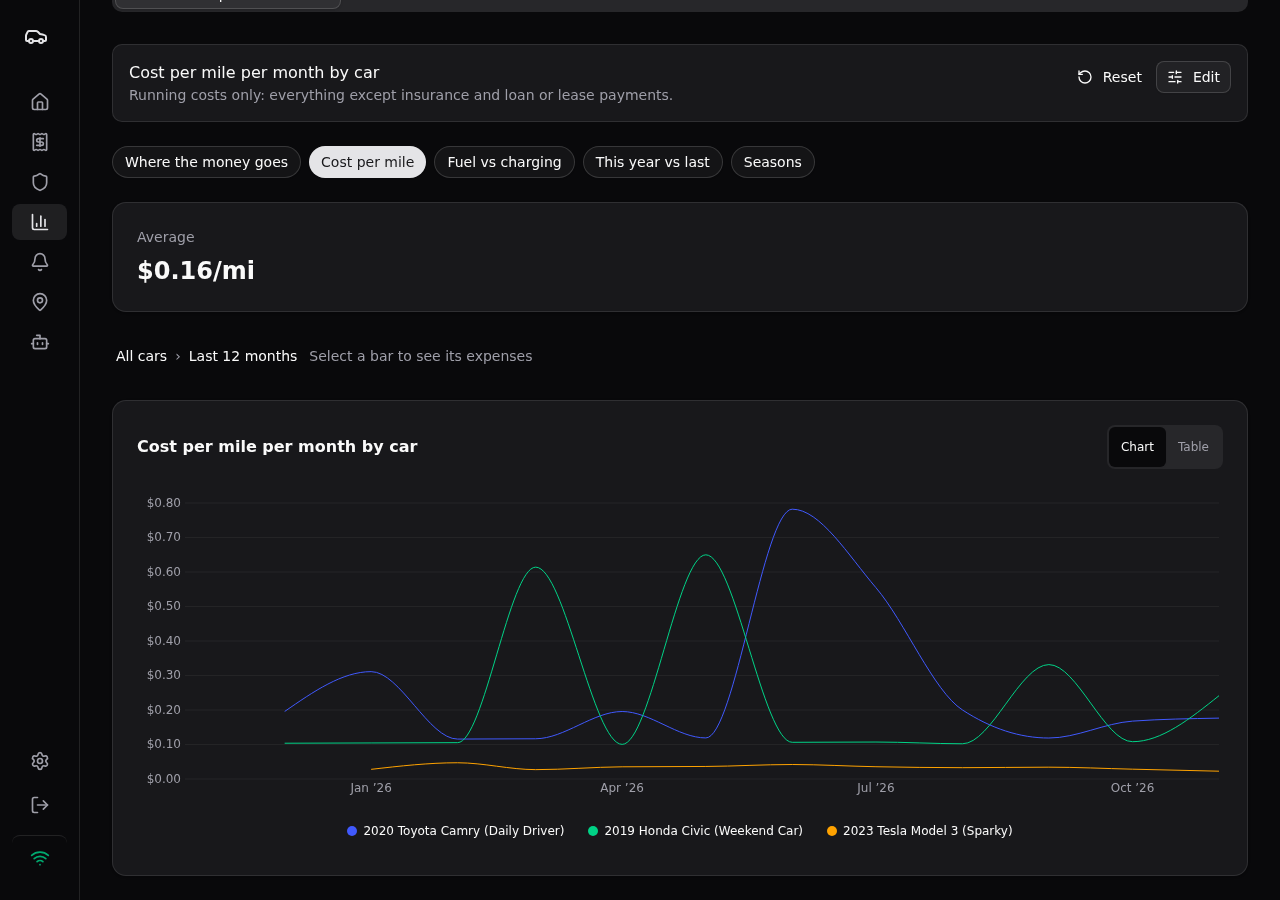 Cost per mile per month by car
Running costs only: everything except insurance and loan or lease payments.
Reset
Edit
Where the money goes
Cost per mile
Fuel vs charging
This year vs last
Seasons
Average
$0.16/mi
All cars › Last 12 months Select a bar to see its expenses
Cost per mile per month by car
Chart
Table
$0.80
$0.70
$0.60
$0.50
$0.40
$0.30
$0.20
$0.10
$0.00
Jan ’26
Apr ’26
Jul ’26
Oct ’26
2020 Toyota Camry (Daily Driver)
2019 Honda Civic (Weekend Car)
2023 Tesla Model 3 (Sparky)